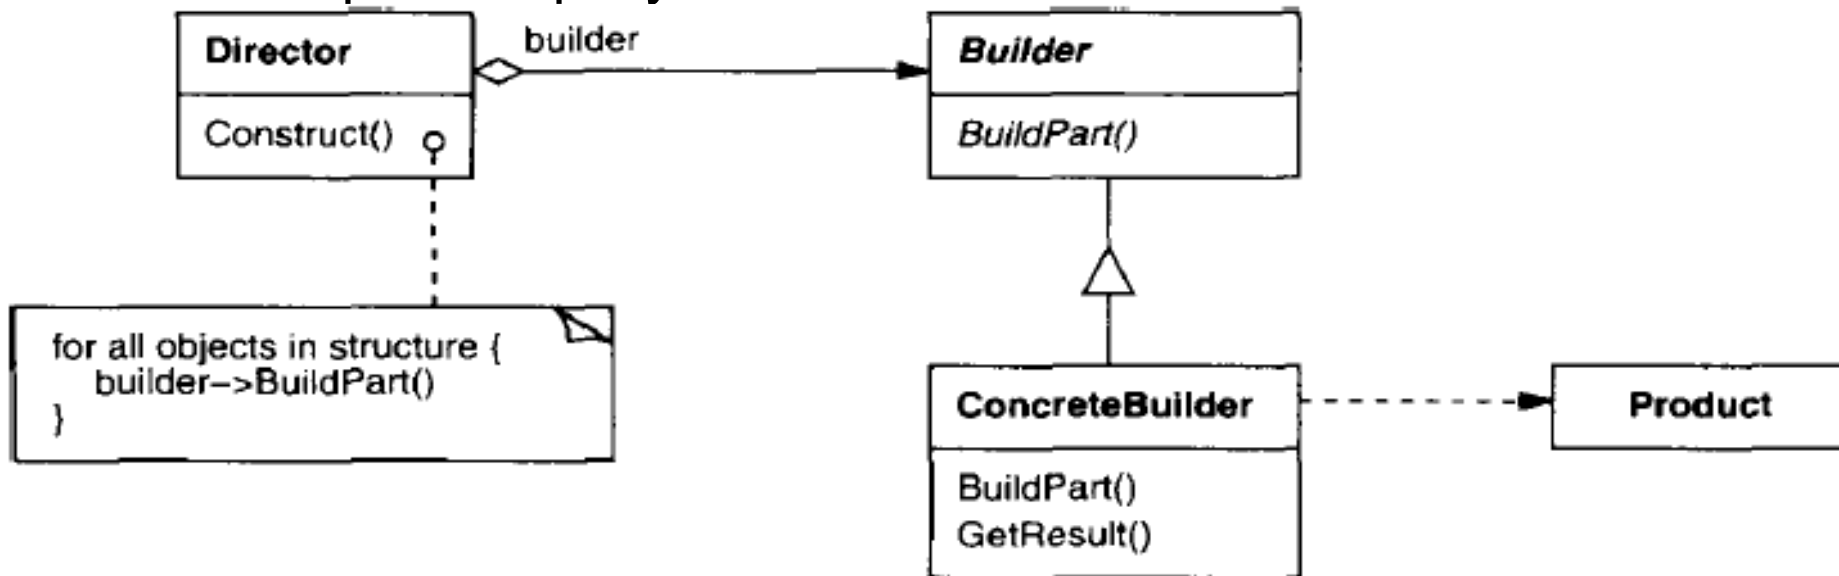 Director
builder
Builder
Construct()
BuildPart()
for all objects in structure {
builder->BuildPart()
}
ConcreteBuilder
Product
BuildPart()
GetResult()